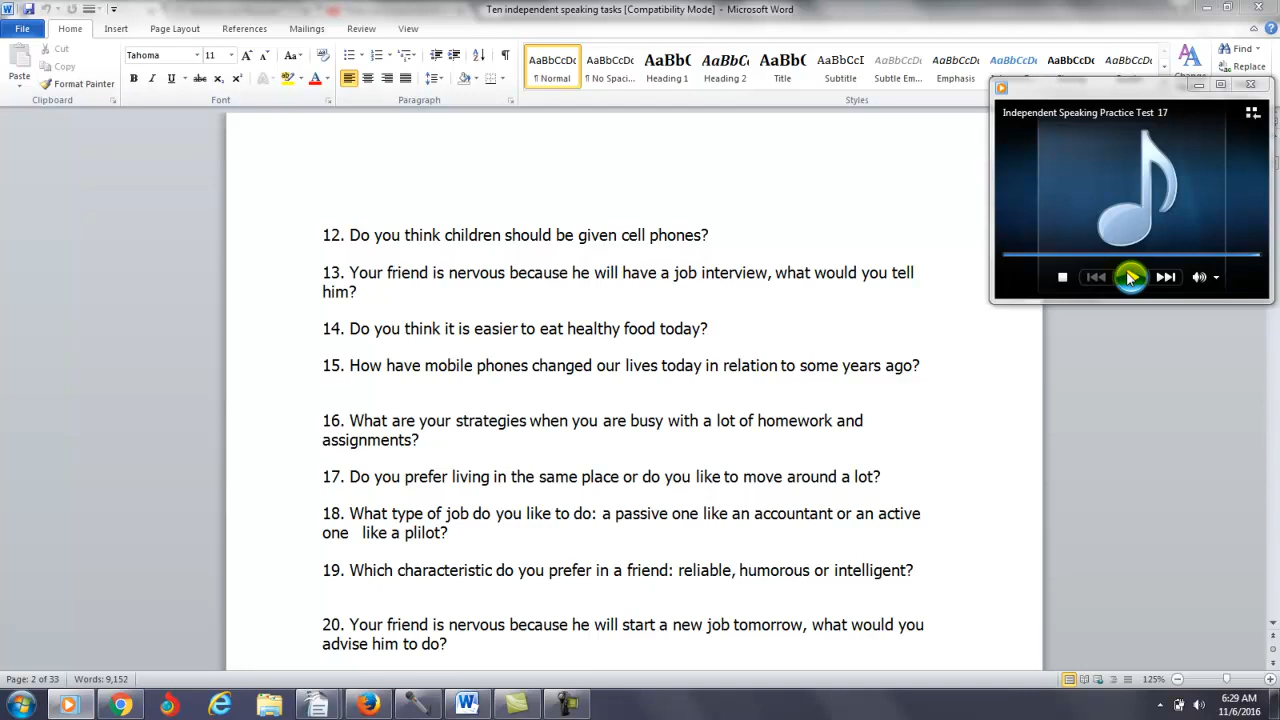 Ten independent speaking tasks [Compatibility Mode] - Microsoft Word
File Home Insert Page Layout References Mailings Review View
Cut
Copy
Format Painter
Paste
Clipboard
Tahoma 11
Font
Paragraph
AaBbCcDc AaBbCcDc AaBbC AaBbCc AaBbC AaBbCcI AaBbCcDc AaBbCcDc AaBbCcDc AaBbCcDc AaBbCcDc
¶ Normal ¶ No Spaci... Heading 1 Heading 2 Title Subtitle Subtle Em... Emphasis
Styles
Find
Replace
Independent Speaking Practice Test 17
12. Do you think children should be given cell phones?
13. Your friend is nervous because he will have a job interview, what would you tell
him?
14. Do you think it is easier to eat healthy food today?
15. How have mobile phones changed our lives today in relation to some years ago?
16. What are your strategies when you are busy with a lot of homework and
assignments?
17. Do you prefer living in the same place or do you like to move around a lot?
18. What type of job do you like to do: a passive one like an accountant or an active
one like a plilot?
19. Which characteristic do you prefer in a friend: reliable, humorous or intelligent?
20. Your friend is nervous because he will start a new job tomorrow, what would you
advise him to do?
Page: 2 of 33 Words: 9,152
125%
6:29 AM
11/6/2016